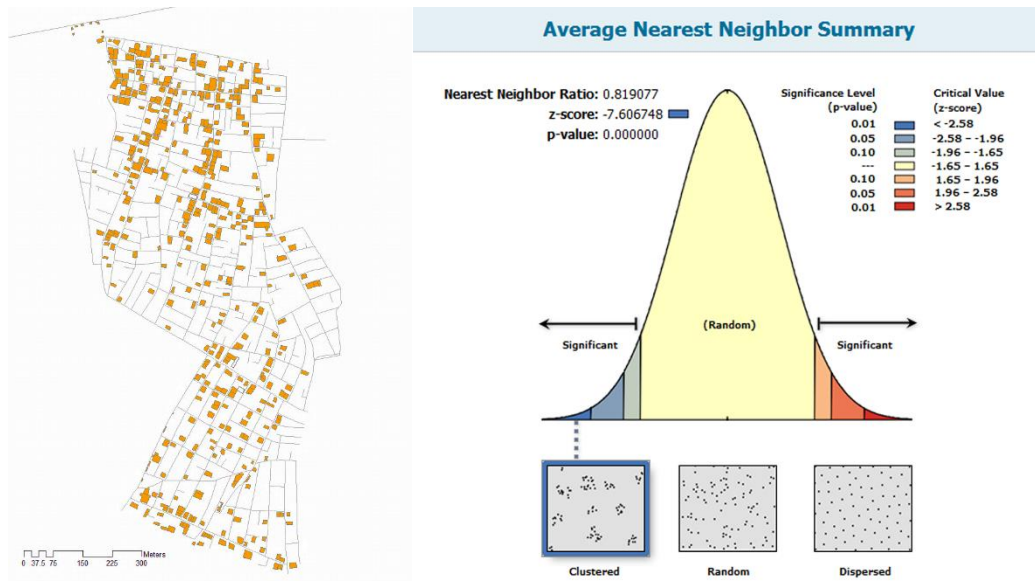 Average Nearest Neighbor Summary
Nearest Neighbor Ratio: 0.819077
z-score: -7.606748
p-value: 0.000000
Significance Level (p-value) Critical Value (z-score)
0.01 < -2.58
0.05 -2.58 – -1.96
0.10 -1.96 – -1.65
--- -1.65 – 1.65
0.10 1.65 – 1.96
0.05 1.96 – 2.58
0.01 > 2.58
(Random)
Significant Significant
Clustered Random Dispersed
Meters
0 37.5 75 150 225 300